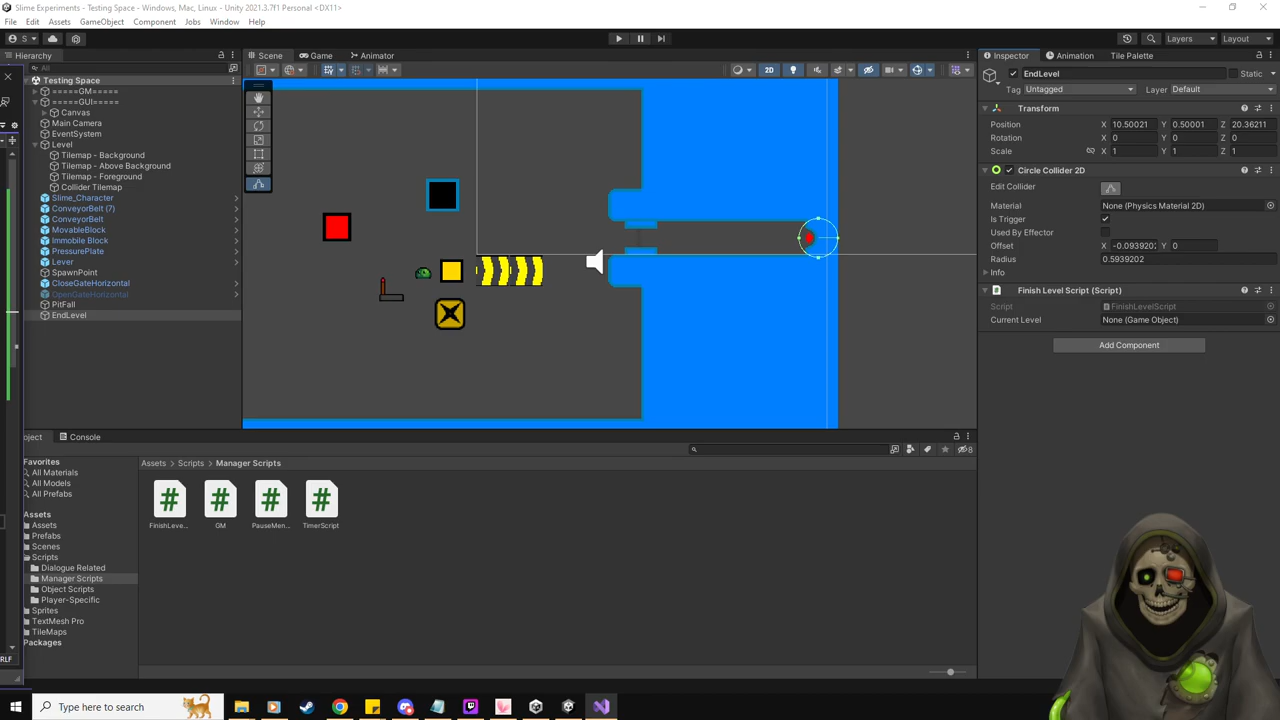 Slime Experiments - Testing Space - Windows, Mac, Linux - Unity 2021.3.7f1 Personal <DX11>
File Edit Assets GameObject Component Jobs Window Help
S
Layers Layout
Hierarchy
All
Testing Space
=====GM=====
=====GUI=====
Canvas
Main Camera
EventSystem
Level
Tilemap - Background
Tilemap - Above Background
Tilemap - Foreground
Collider Tilemap
Slime_Character
ConveyorBelt (7)
ConveyorBelt
MovableBlock
Immobile Block
PressurePlate
Lever
SpawnPoint
CloseGateHorizontal
OpenGateHorizontal
PitFall
EndLevel
RLF
Scene Game Animator
2D
Inspector Animation Tile Palette
EndLevel Static
Tag Untagged Layer Default
Transform
Position X 10.50021 Y 0.50001 Z 20.36211
Rotation X 0 Y 0 Z 0
Scale X 1 Y 1 Z 1
Circle Collider 2D
Edit Collider
Material None (Physics Material 2D)
Is Trigger
Used By Effector
Offset X -0.0939202 Y 0
Radius 0.5939202
Info
Finish Level Script (Script)
Script FinishLevelScript
Current Level None (Game Object)
Add Component
oject Console
8
Favorites
All Materials
All Models
All Prefabs
Assets
Assets
Prefabs
Scenes
Scripts
Dialogue Related
Manager Scripts
Object Scripts
Player-Specific
Sprites
TextMesh Pro
TileMaps
Packages
Assets Scripts Manager Scripts
FinishLeve... GM PauseMen... TimerScript
Type here to search